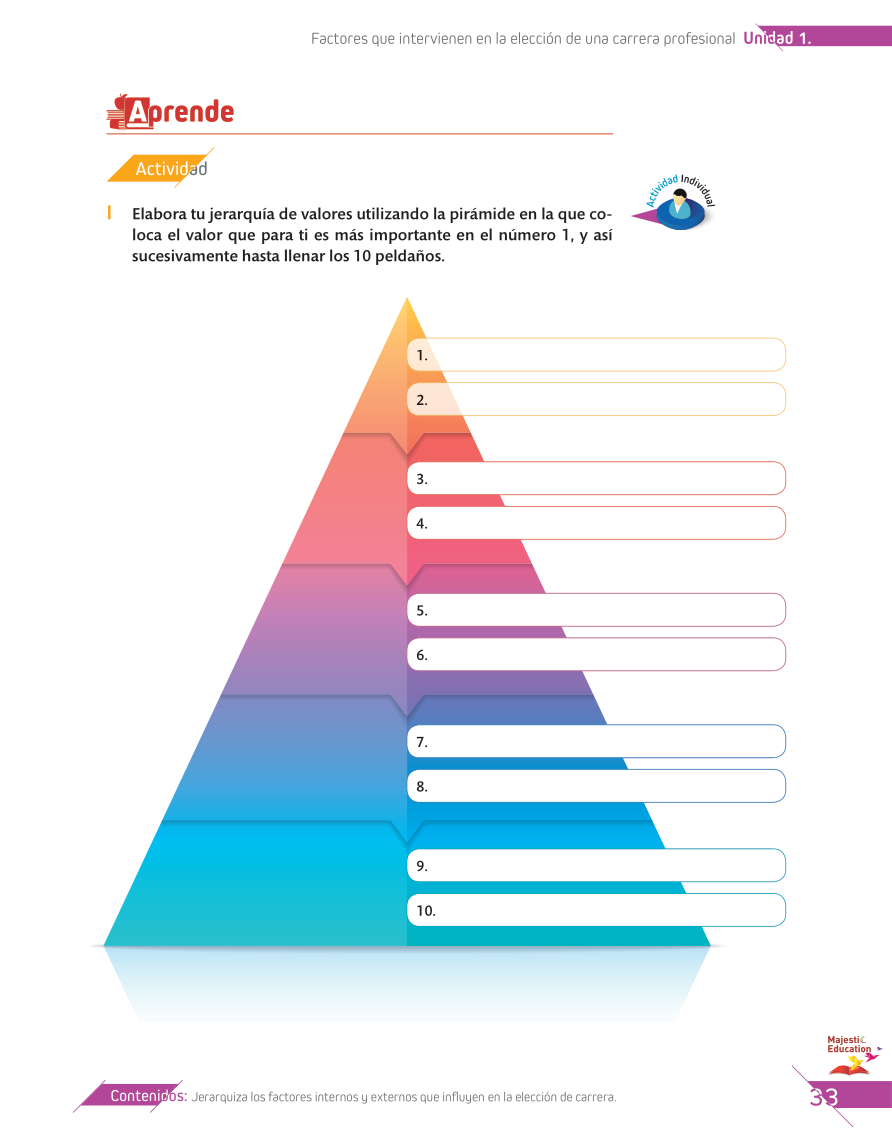 Factores que intervienen en la elección de una carrera profesional Unidad 1.
Aprende
Actividad
Actividad Individual
I Elabora tu jerarquía de valores utilizando la pirámide en la que co-
loca el valor que para ti es más importante en el número 1, y así
sucesivamente hasta llenar los 10 peldaños.
1.
2.
3.
4.
5.
6.
7.
8.
9.
10.
Majestic
Education
Contenidos: Jerarquiza los factores internos y externos que influyen en la elección de carrera.
33